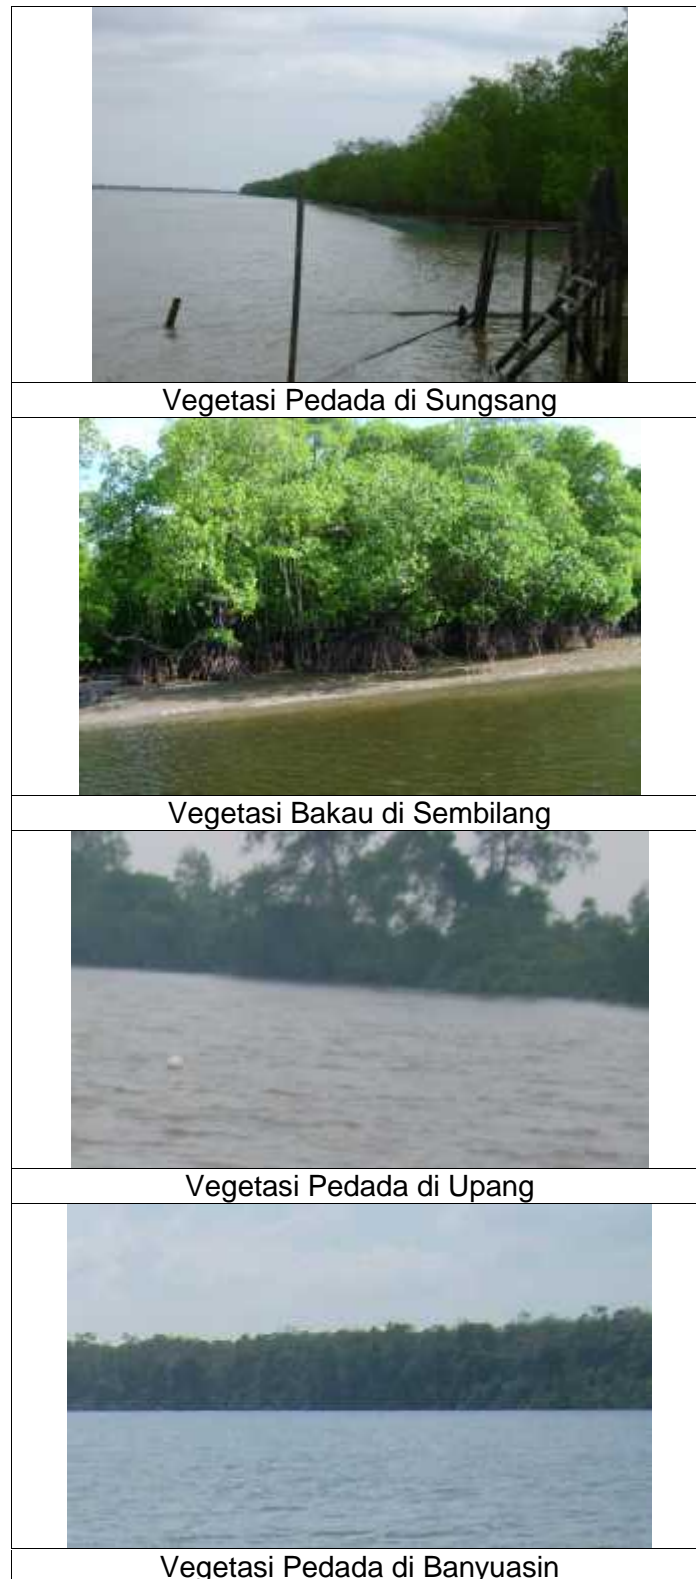 Vegetasi Pedada di Sungsang
Vegetasi Bakau di Sembilang
Vegetasi Pedada di Upang
Vegetasi Pedada di Banyuasin